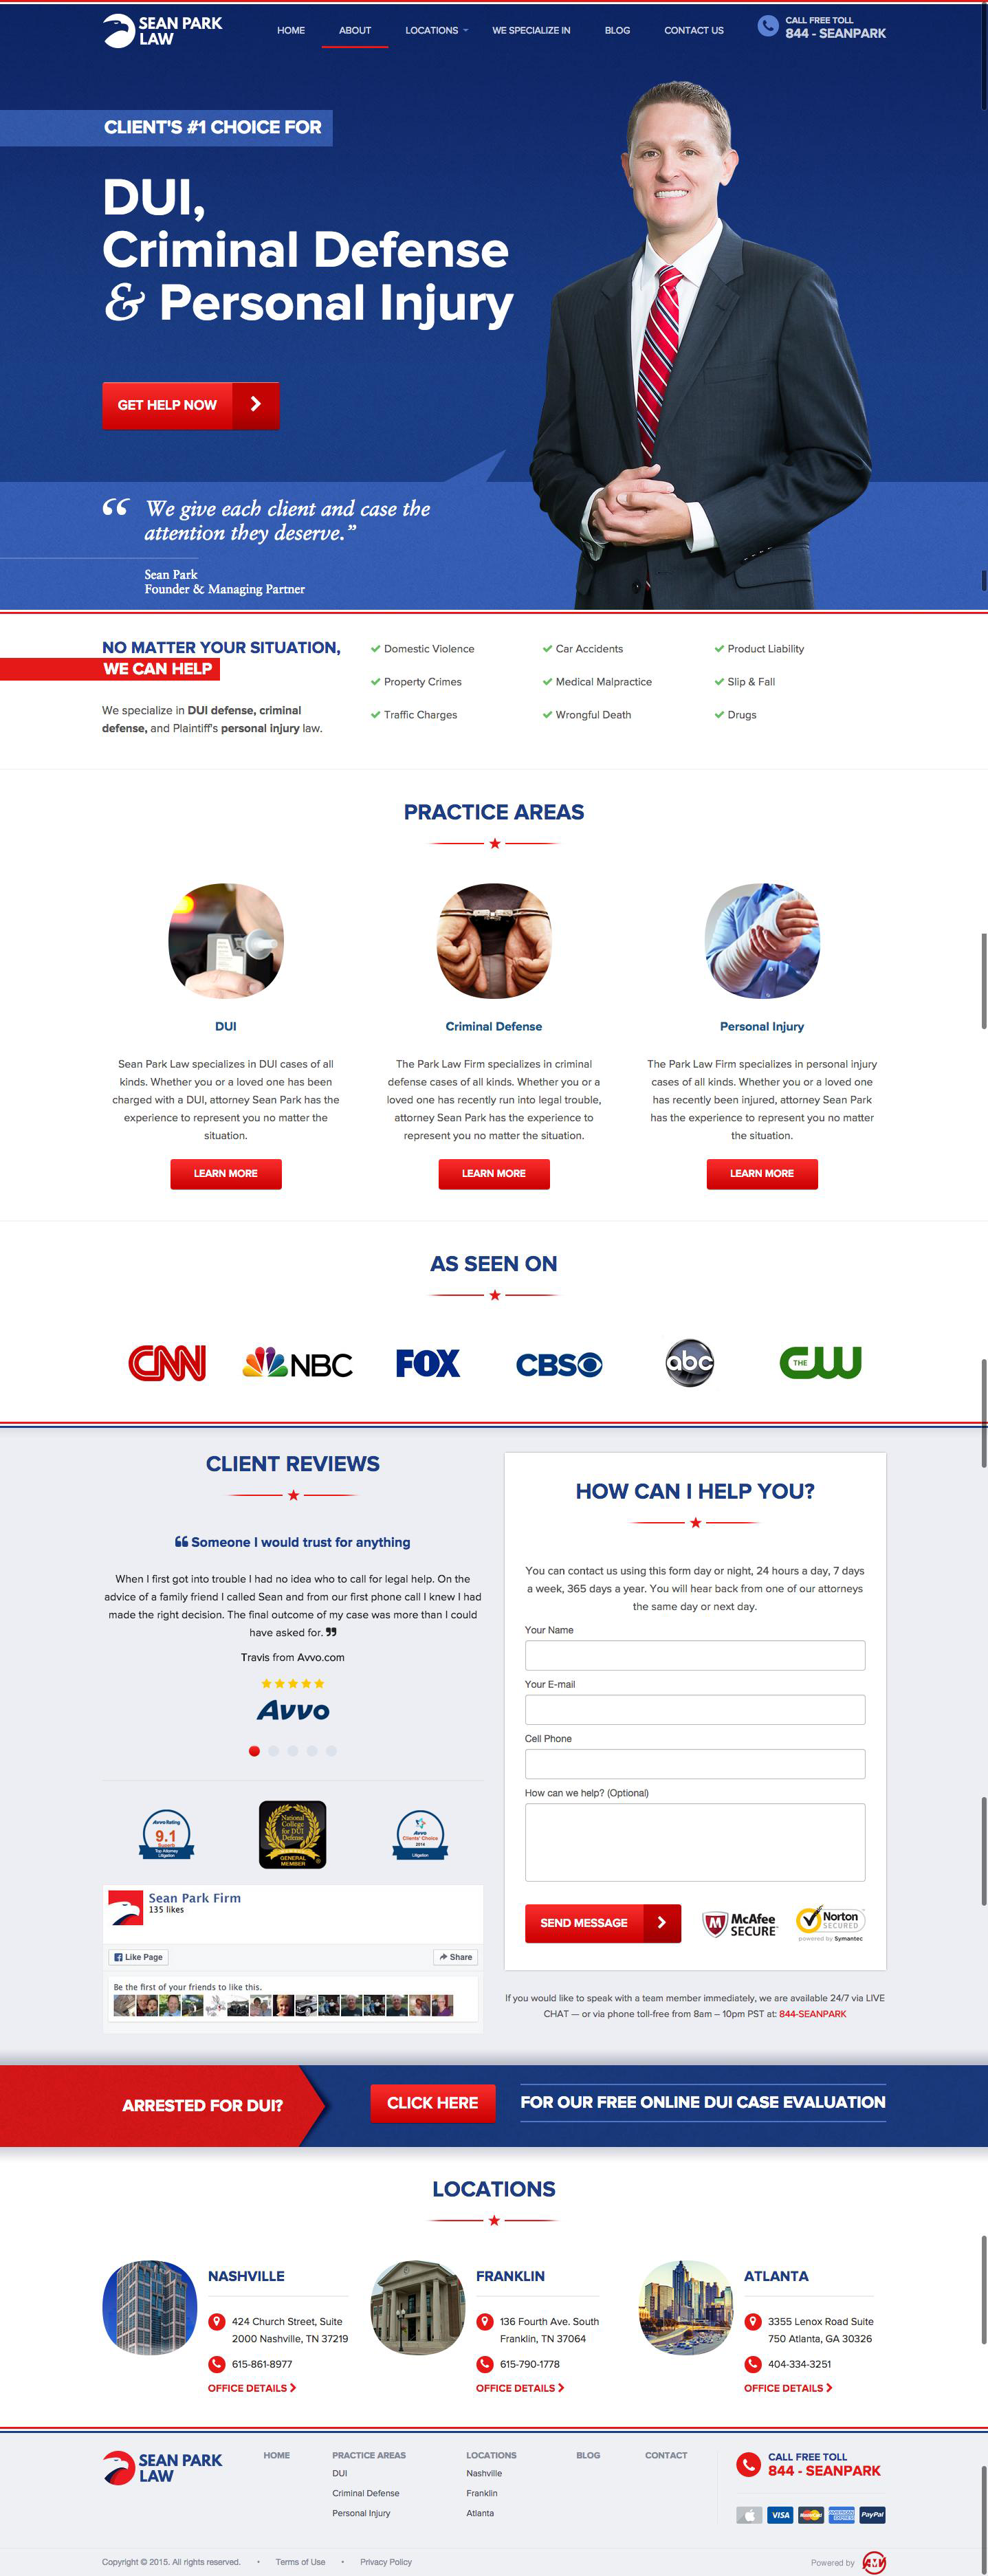 SEAN PARK
LAW
HOME
ABOUT
LOCATIONS
WE SPECIALIZE IN
BLOG
CONTACT US
CALL FREE TOLL
844 - SEANPARK
CLIENT'S #1 CHOICE FOR
DUI,
Criminal Defense
& Personal Injury
GET HELP NOW
“ We give each client and case the
attention they deserve.”
Sean Park
Founder & Managing Partner
NO MATTER YOUR SITUATION,
WE CAN HELP
We specialize in DUI defense, criminal
defense, and Plaintiff's personal injury law.
Domestic Violence
Car Accidents
Product Liability
Property Crimes
Medical Malpractice
Slip & Fall
Traffic Charges
Wrongful Death
Drugs
PRACTICE AREAS
DUI
Sean Park Law specializes in DUI cases of all
kinds. Whether you or a loved one has been
charged with a DUI, attorney Sean Park has the
experience to represent you no matter the
situation.
LEARN MORE
Criminal Defense
The Park Law Firm specializes in criminal
defense cases of all kinds. Whether you or a
loved one has recently run into legal trouble,
attorney Sean Park has the experience to
represent you no matter the situation.
LEARN MORE
Personal Injury
The Park Law Firm specializes in personal injury
cases of all kinds. Whether you or a loved one
has recently been injured, attorney Sean Park
has the experience to represent you no matter
the situation.
LEARN MORE
AS SEEN ON
CNN
NBC
FOX
CBS
abc
THE CW
CLIENT REVIEWS
“ Someone I would trust for anything
When I first got into trouble I had no idea who to call for legal help. On the
advice of a family friend I called Sean and from our first phone call I knew I had
made the right decision. The final outcome of my case was more than I could
have asked for. ”
Travis from Avvo.com
Avvo
Avvo Rating
9.1
Superb
Top Attorney
Litigation
National
College
for DUI
Defense
GENERAL
MEMBER
Avvo
Clients' Choice
2014
Litigation
Sean Park Firm
135 likes
Like Page
Share
Be the first of your friends to like this.
HOW CAN I HELP YOU?
You can contact us using this form day or night, 24 hours a day, 7 days
a week, 365 days a year. You will hear back from one of our attorneys
the same day or next day.
Your Name
Your E-mail
Cell Phone
How can we help? (Optional)
SEND MESSAGE
McAfee
SECURE
Norton
SECURED
powered by Symantec
If you would like to speak with a team member immediately, we are available 24/7 via LIVE
CHAT — or via phone toll-free from 8am – 10pm PST at: 844-SEANPARK
ARRESTED FOR DUI?
CLICK HERE
FOR OUR FREE ONLINE DUI CASE EVALUATION
LOCATIONS
NASHVILLE
424 Church Street, Suite
2000 Nashville, TN 37219
615-861-8977
OFFICE DETAILS
FRANKLIN
136 Fourth Ave. South
Franklin, TN 37064
615-790-1778
OFFICE DETAILS
ATLANTA
3355 Lenox Road Suite
750 Atlanta, GA 30326
404-334-3251
OFFICE DETAILS
SEAN PARK
LAW
HOME
PRACTICE AREAS
DUI
Criminal Defense
Personal Injury
LOCATIONS
Nashville
Franklin
Atlanta
BLOG
CONTACT
CALL FREE TOLL
844 - SEANPARK
VISA
MasterCard
AMERICAN EXPRESS
PayPal
Copyright © 2015. All rights reserved.
•
Terms of Use
•
Privacy Policy
Powered by